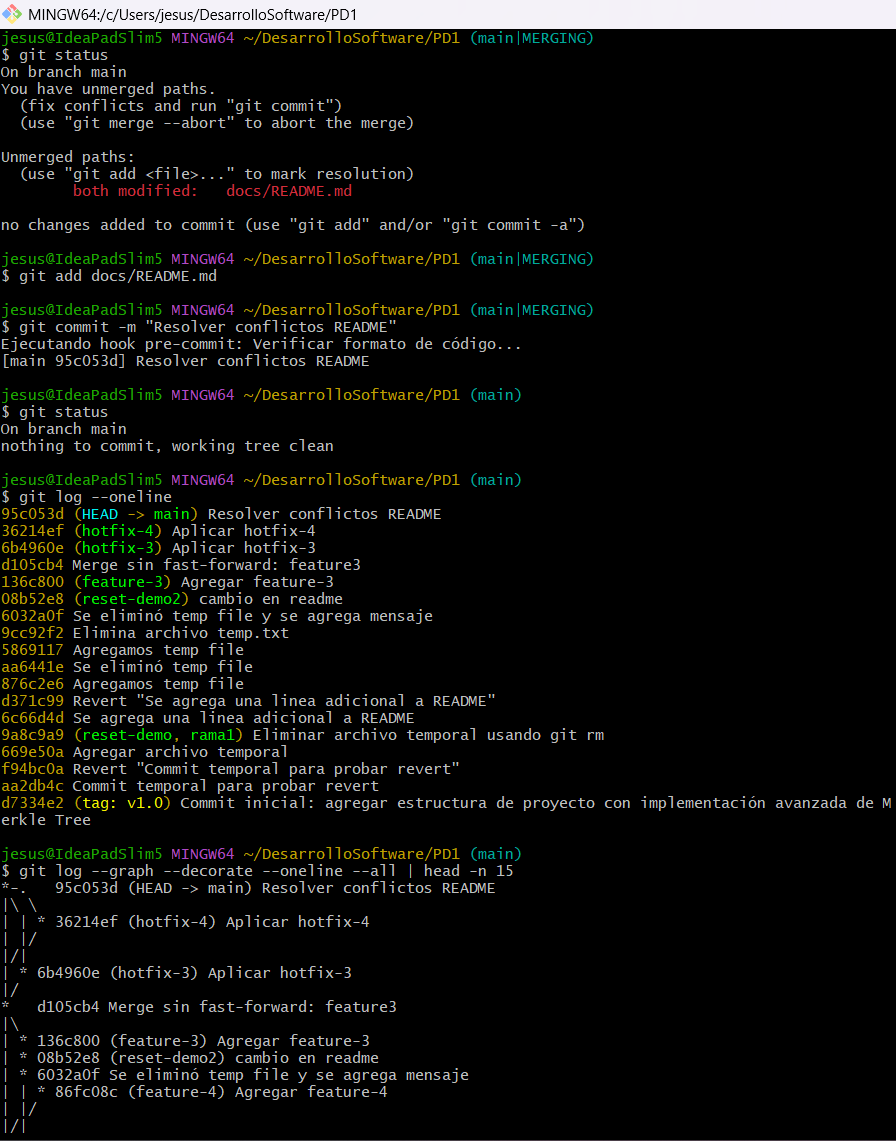 MINGW64:/c/Users/jesus/DesarrolloSoftware/PD1
jesus@IdeaPadSlim5 MINGW64 ~/DesarrolloSoftware/PD1 (main|MERGING)
$ git status
On branch main
You have unmerged paths.
  (fix conflicts and run "git commit")
  (use "git merge --abort" to abort the merge)

Unmerged paths:
  (use "git add <file>..." to mark resolution)
        both modified:   docs/README.md

no changes added to commit (use "git add" and/or "git commit -a")

jesus@IdeaPadSlim5 MINGW64 ~/DesarrolloSoftware/PD1 (main|MERGING)
$ git add docs/README.md

jesus@IdeaPadSlim5 MINGW64 ~/DesarrolloSoftware/PD1 (main|MERGING)
$ git commit -m "Resolver conflictos README"
Ejecutando hook pre-commit: Verificar formato de código...
[main 95c053d] Resolver conflictos README

jesus@IdeaPadSlim5 MINGW64 ~/DesarrolloSoftware/PD1 (main)
$ git status
On branch main
nothing to commit, working tree clean

jesus@IdeaPadSlim5 MINGW64 ~/DesarrolloSoftware/PD1 (main)
$ git log --oneline
95c053d (HEAD -> main) Resolver conflictos README
36214ef (hotfix-4) Aplicar hotfix-4
6b4960e (hotfix-3) Aplicar hotfix-3
d105cb4 Merge sin fast-forward: feature3
136c800 (feature-3) Agregar feature-3
08b52e8 (reset-demo2) cambio en readme
6032a0f Se eliminó temp file y se agrega mensaje
9cc92f2 Elimina archivo temp.txt
5869117 Agregamos temp file
aa6441e Se eliminó temp file
876c2e6 Agregamos temp file
d371c99 Revert "Se agrega una linea adicional a README"
6c66d4d Se agrega una linea adicional a README
9a8c9a9 (reset-demo, rama1) Eliminar archivo temporal usando git rm
669e50a Agregar archivo temporal
f94bc0a Revert "Commit temporal para probar revert"
aa2db4c Commit temporal para probar revert
d7334e2 (tag: v1.0) Commit inicial: agregar estructura de proyecto con implementación avanzada de M
erkle Tree

jesus@IdeaPadSlim5 MINGW64 ~/DesarrolloSoftware/PD1 (main)
$ git log --graph --decorate --oneline --all | head -n 15
*-.   95c053d (HEAD -> main) Resolver conflictos README
|\ \
| | * 36214ef (hotfix-4) Aplicar hotfix-4
| |/
|/|
| * 6b4960e (hotfix-3) Aplicar hotfix-3
|/
*   d105cb4 Merge sin fast-forward: feature3
|\
| * 136c800 (feature-3) Agregar feature-3
| * 08b52e8 (reset-demo2) cambio en readme
| * 6032a0f Se eliminó temp file y se agrega mensaje
| | * 86fc08c (feature-4) Agregar feature-4
| |/
|/|